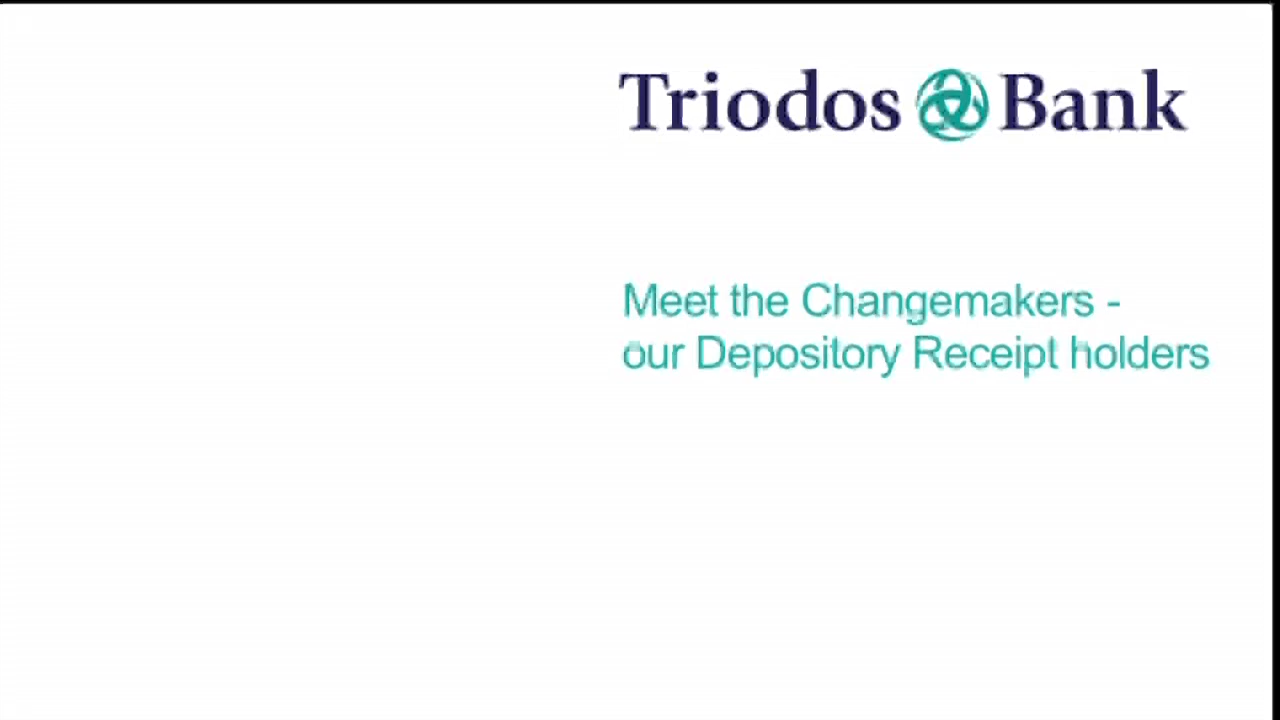 Triodos Bank
Meet the Changemakers -
our Depository Receipt holders